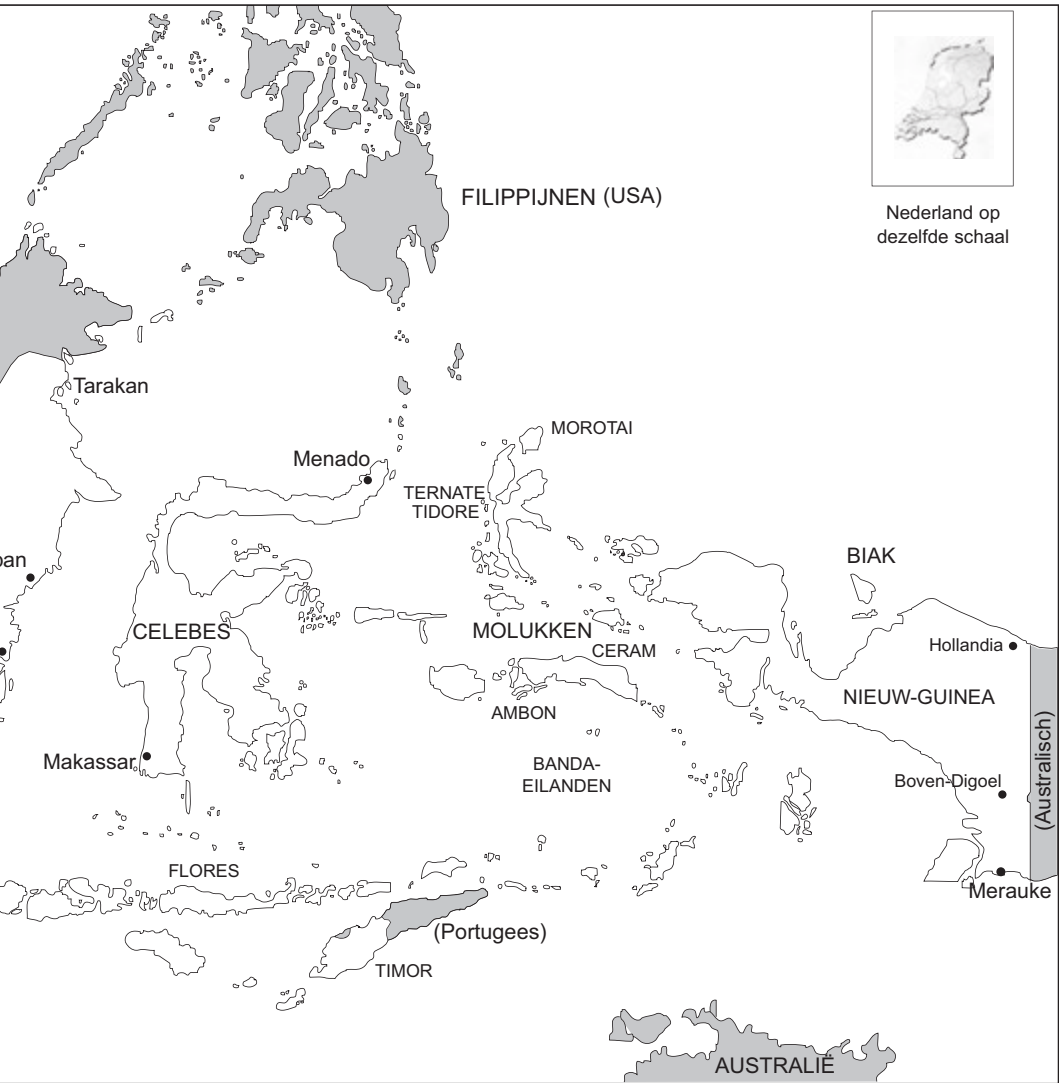 FILIPPIJNEN (USA)
Nederland op
dezelfde schaal
Tarakan
MOROTAI
Menado
TERNATE
TIDORE
pan
BIAK
CELEBES
MOLUKKEN
CERAM
Hollandia
NIEUW-GUINEA
AMBON
Makassar
BANDA-
EILANDEN
Boven-Digoel
(Australisch)
FLORES
Merauke
(Portugees)
TIMOR
AUSTRALIË